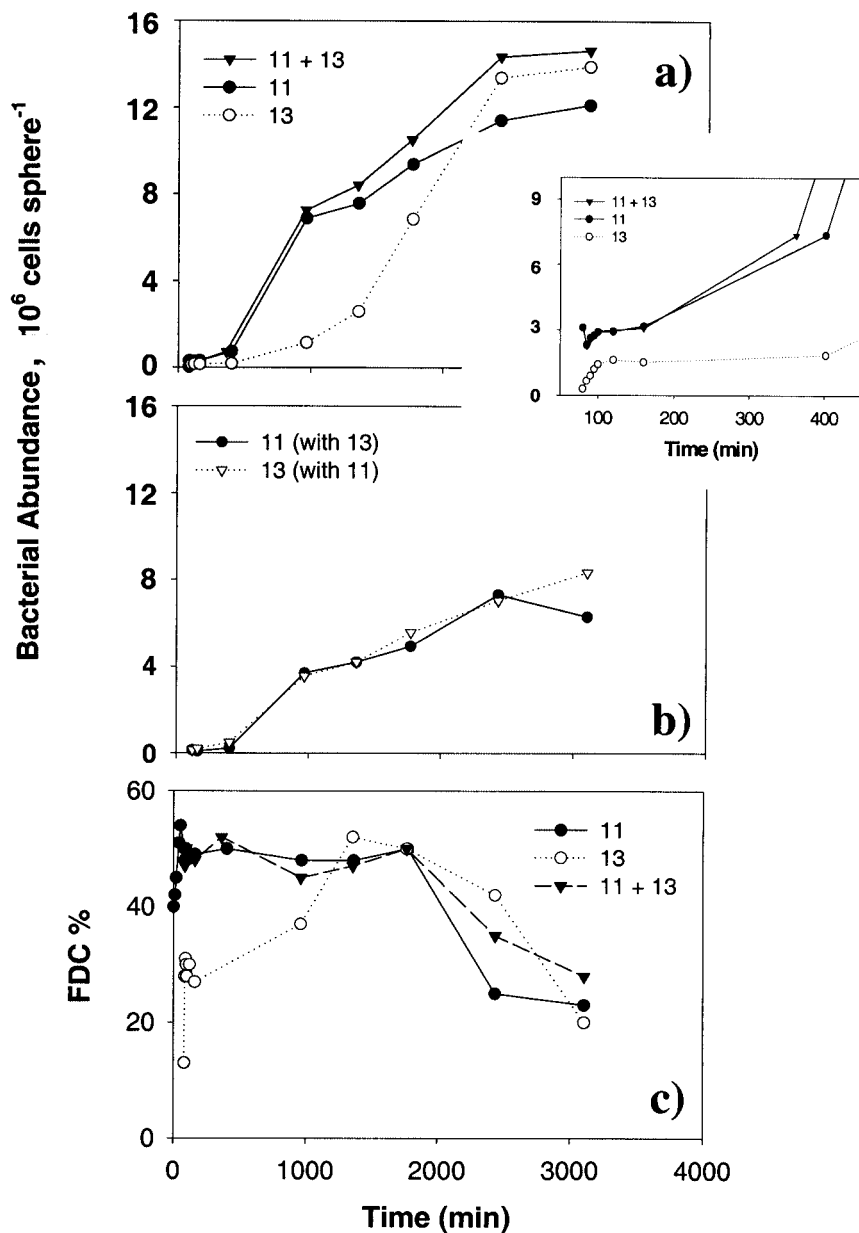 Bacterial Abundance, 10⁶ cells sphere⁻¹
16
12
8
4
0
11 + 13
11
13
a)
9
6
3
0
11 + 13
11
13
100
200
300
400
Time (min)
16
12
8
4
0
11 (with 13)
13 (with 11)
b)
FDC %
60
40
20
0
11
13
11 + 13
c)
0
1000
2000
3000
4000
Time (min)